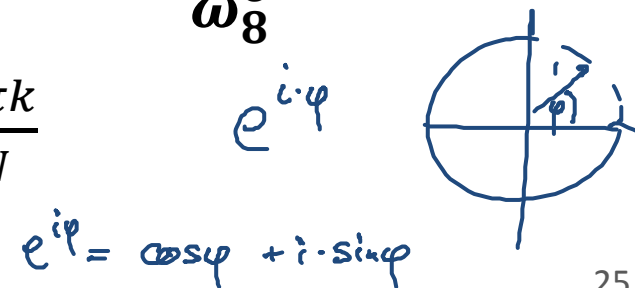 ω₈
k
e^{i·φ}
1
φ
e^{iφ} = cosφ + i·sinφ
25